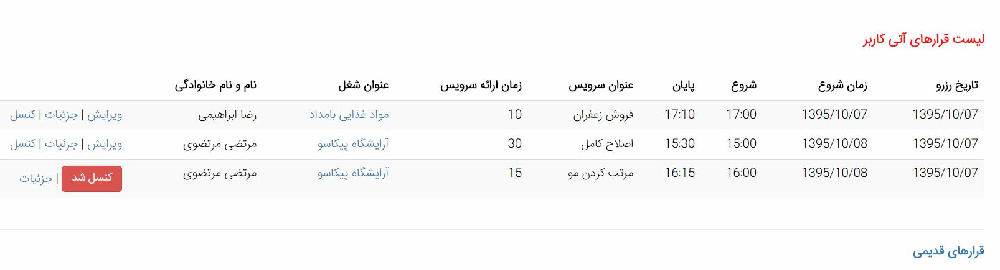 لیست قرارهای آتی کاربر
تاریخ رزرو زمان شروع شروع پایان عنوان سرویس زمان ارائه سرویس عنوان شغل نام و نام خانوادگی
1395/10/07 1395/10/07 17:00 17:10 فروش زعفران 10 مواد غذایی بامداد رضا ابراهیمی ویرایش | جزئیات | کنسل
1395/10/07 1395/10/08 15:00 15:30 اصلاح کامل 30 آرایشگاه پیکاسو مرتضی مرتضوی ویرایش | جزئیات | کنسل
1395/10/07 1395/10/08 16:00 16:15 مرتب کردن مو 15 آرایشگاه پیکاسو مرتضی مرتضوی کنسل شد | جزئیات
قرارهای قدیمی